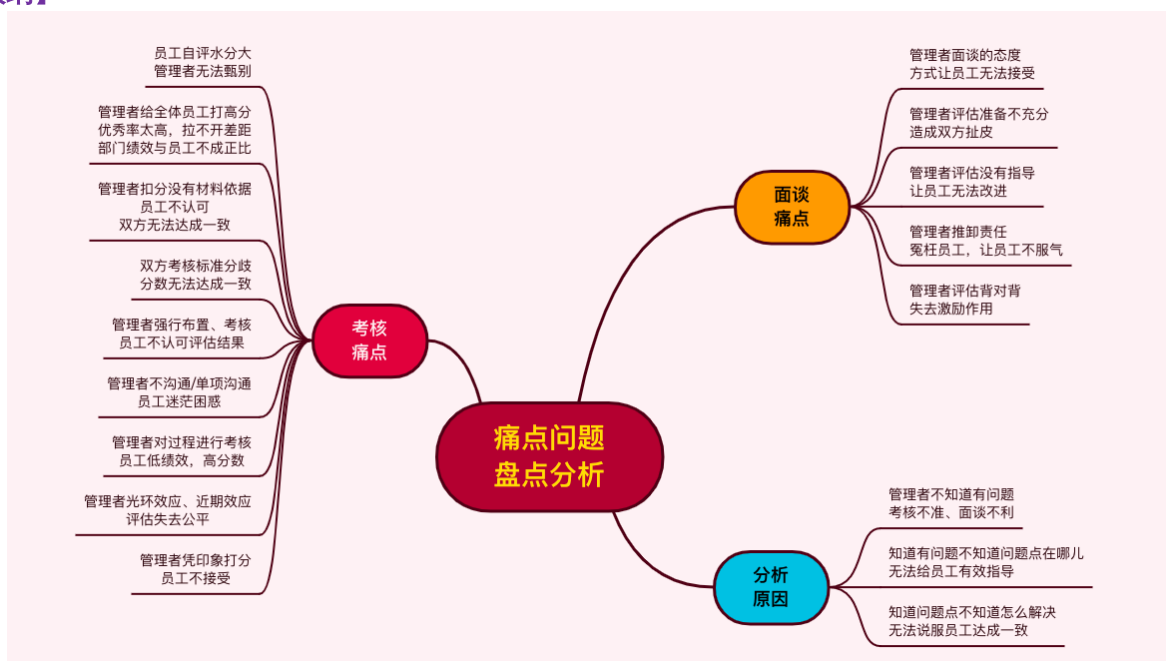 痛点问题
盘点分析
考核
痛点
员工自评水分大
管理者无法甄别
管理者给全体员工打高分
优秀率太高，拉不开差距
部门绩效与员工不成正比
管理者扣分没有材料依据
员工不认可
双方无法达成一致
双方考核标准分歧
分数无法达成一致
管理者强行布置、考核
员工不认可评估结果
管理者不沟通/单项沟通
员工迷茫困惑
管理者对过程进行考核
员工低绩效，高分数
管理者光环效应、近期效应
评估失去公平
管理者凭印象打分
员工不接受
面谈
痛点
管理者面谈的态度
方式让员工无法接受
管理者评估准备不充分
造成双方扯皮
管理者评估没有指导
让员工无法改进
管理者推卸责任
冤枉员工，让员工不服气
管理者评估背对背
失去激励作用
分析
原因
管理者不知道有问题
考核不准、面谈不利
知道有问题不知道问题点在哪儿
无法给员工有效指导
知道问题点不知道怎么解决
无法说服员工达成一致